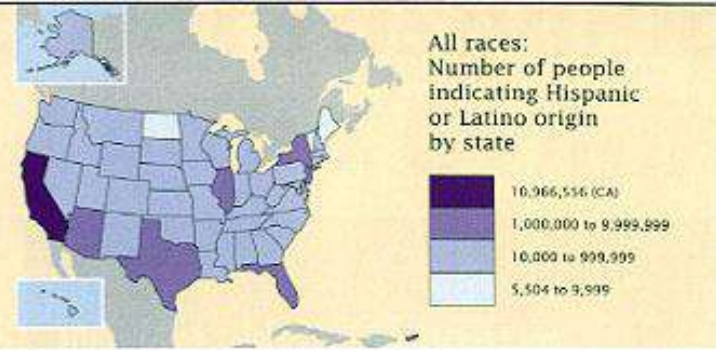 All races:
Number of people
indicating Hispanic
or Latino origin
by state
10,966,556 (CA)
1,000,000 to 9,999,999
10,000 to 999,999
5,504 to 9,999